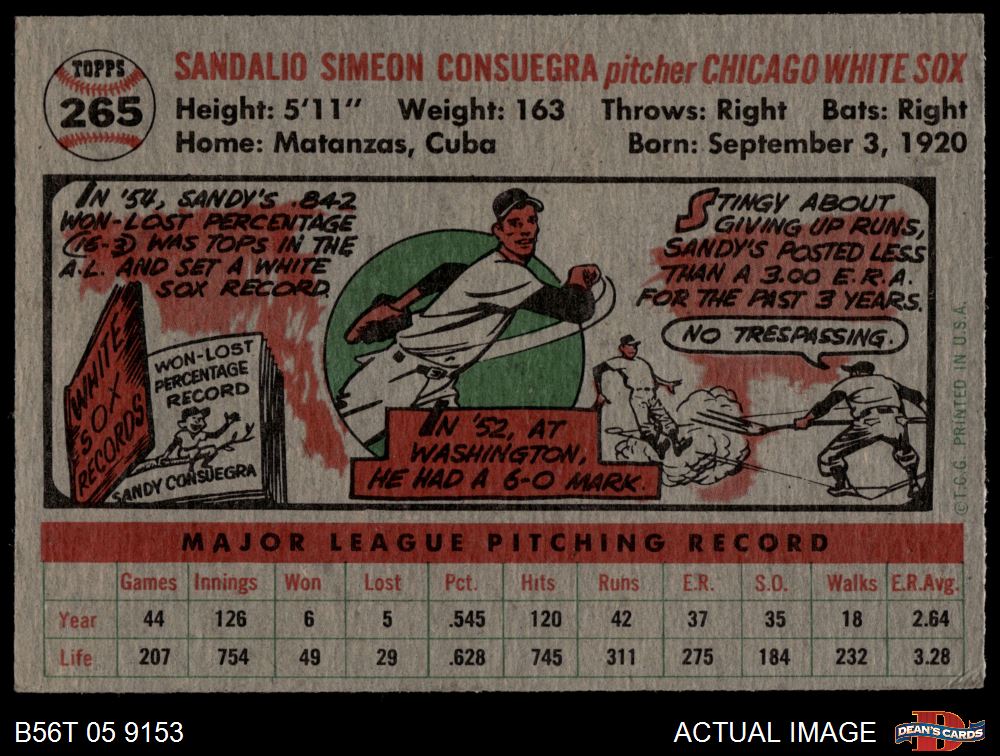 TOPPS
265
SANDALIO SIMEON CONSUEGRA pitcher CHICAGO WHITE SOX
Height: 5'11" Weight: 163 Throws: Right Bats: Right
Home: Matanzas, Cuba Born: September 3, 1920
IN '54, SANDY'S .842
WON-LOST PERCENTAGE
(16-3) WAS TOPS IN THE
A.L. AND SET A WHITE
SOX RECORD.
WHITE
SOX
RECORDS
WON-LOST
PERCENTAGE
RECORD
SANDY CONSUEGRA
IN '52, AT
WASHINGTON,
HE HAD A 6-0 MARK.
STINGY ABOUT
GIVING UP RUNS,
SANDY'S POSTED LESS
THAN A 3.00 E.R.A.
FOR THE PAST 3 YEARS.
NO TRESPASSING.
©T.C.G. PRINTED IN U.S.A.
MAJOR LEAGUE PITCHING RECORD
Games Innings Won Lost Pct. Hits Runs E.R. S.O. Walks E.R.Avg.
Year 44 126 6 5 .545 120 42 37 35 18 2.64
Life 207 754 49 29 .628 745 311 275 184 232 3.28
B56T 05 9153 ACTUAL IMAGE DEAN'S CARDS